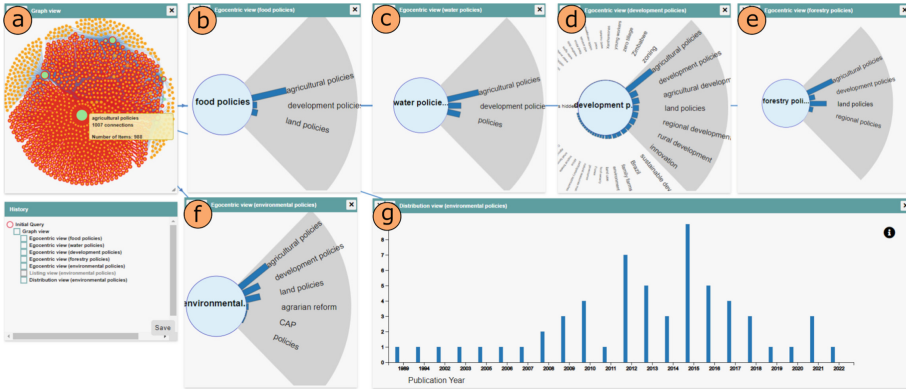 a
Graph view
agricultural policies
1007 connections
Number of Items: 980
b
Egocentric view (food policies)
food policies
agricultural policies
development policies
land policies
c
Egocentric view (water policies)
water policie...
agricultural policies
development policies
policies
d
Egocentric view (development policies)
development p...
Zimbabwe
zoning
agricultural policies
development policies
agricultural developm
land policies
regional development
rural development
innovation
sustainable dev
Brazil
family farms
e
Egocentric view (forestry policies)
forestry poli...
agricultural policies
development policies
land policies
regional policies
History
Initial Query
Graph view
Egocentric view (food policies)
Egocentric view (water policies)
Egocentric view (development policies)
Egocentric view (forestry policies)
Egocentric view (environmental policies)
Listing view (environmental policies)
Distribution view (environmental policies)
Save
f
Egocentric view (environmental policies)
environmental...
agricultural policies
development policies
land policies
agrarian reform
CAP
policies
g
Distribution view (environmental policies)
8
7
6
5
4
3
2
1
0
1989 1994 2002 2003 2005 2006 2007 2008 2009 2010 2011 2012 2013 2014 2015 2016 2017 2018 2019 2020 2021 2022
Publication Year